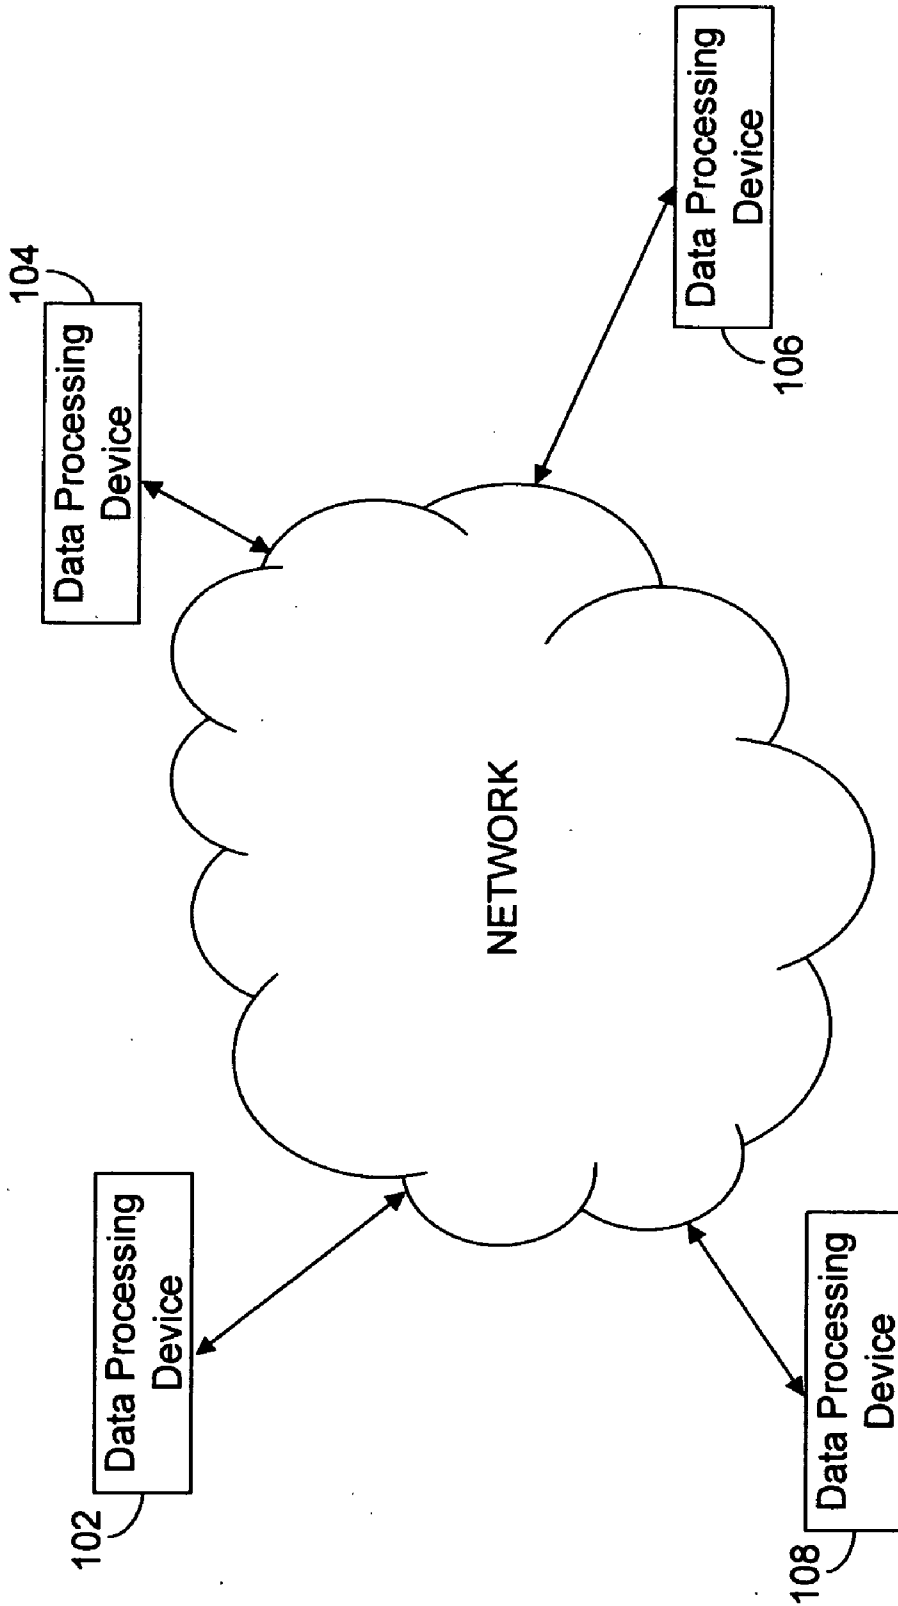 102
Data Processing
Device
104
Data Processing
Device
NETWORK
108
Data Processing
Device
106
Data Processing
Device